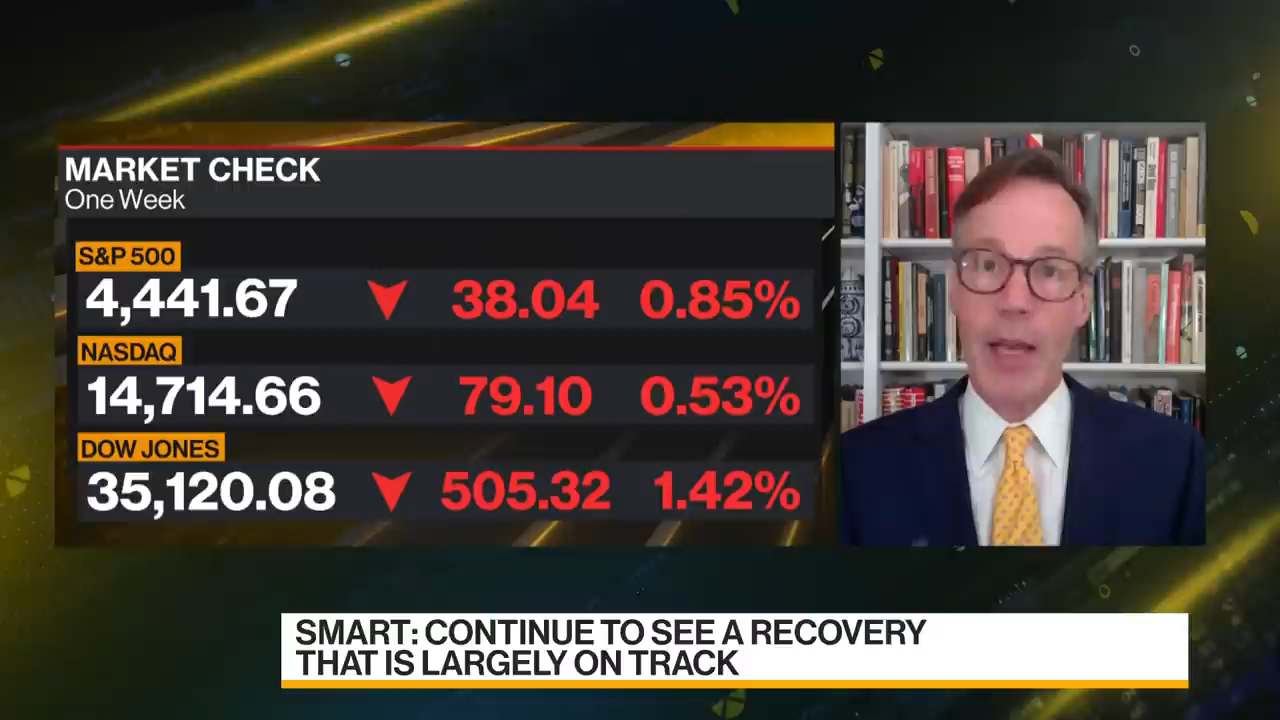 MARKET CHECK
One Week
S&P 500
4,441.67 38.04 0.85%
NASDAQ
14,714.66 79.10 0.53%
DOW JONES
35,120.08 505.32 1.42%
SMART: CONTINUE TO SEE A RECOVERY
THAT IS LARGELY ON TRACK